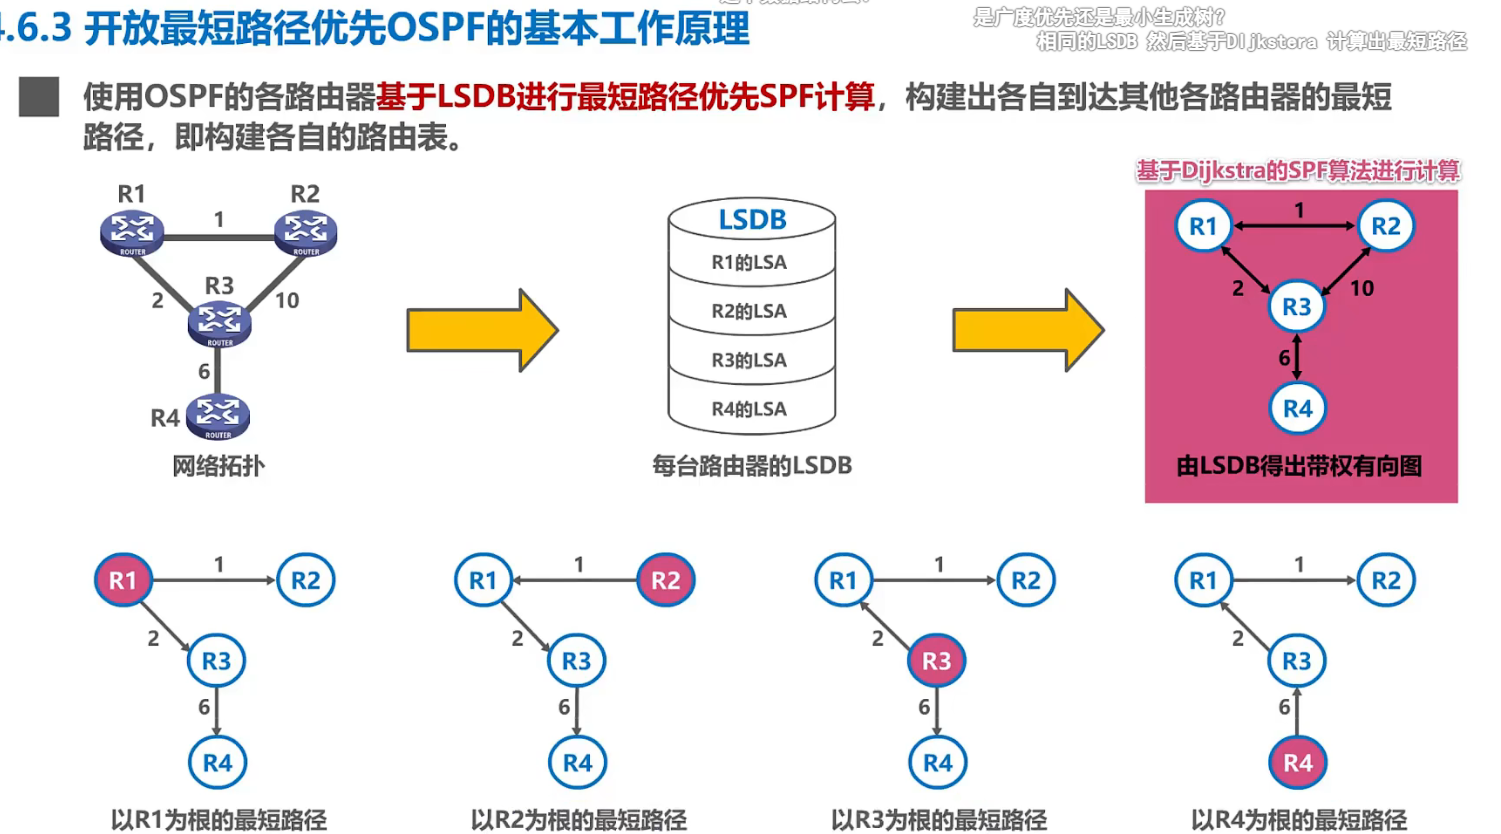 4.6.3 开放最短路径优先OSPF的基本工作原理
是广度优先还是最小生成树?
相同的LSDB 然后基于DIjkstora 计算出最短路径
使用OSPF的各路由器基于LSDB进行最短路径优先SPF计算，构建出各自到达其他各路由器的最短
路径，即构建各自的路由表。
基于Dijkstra的SPF算法进行计算
R1
R2
1
ROUTER
ROUTER
R3
2
10
ROUTER
6
R4
ROUTER
网络拓扑
LSDB
R1的LSA
R2的LSA
R3的LSA
R4的LSA
每台路由器的LSDB
R1
1
R2
2
10
R3
6
R4
由LSDB得出带权有向图
R1
1
R2
2
R3
6
R4
以R1为根的最短路径
R1
1
R2
2
R3
6
R4
以R2为根的最短路径
R1
1
R2
2
R3
6
R4
以R3为根的最短路径
R1
1
R2
2
R3
6
R4
以R4为根的最短路径